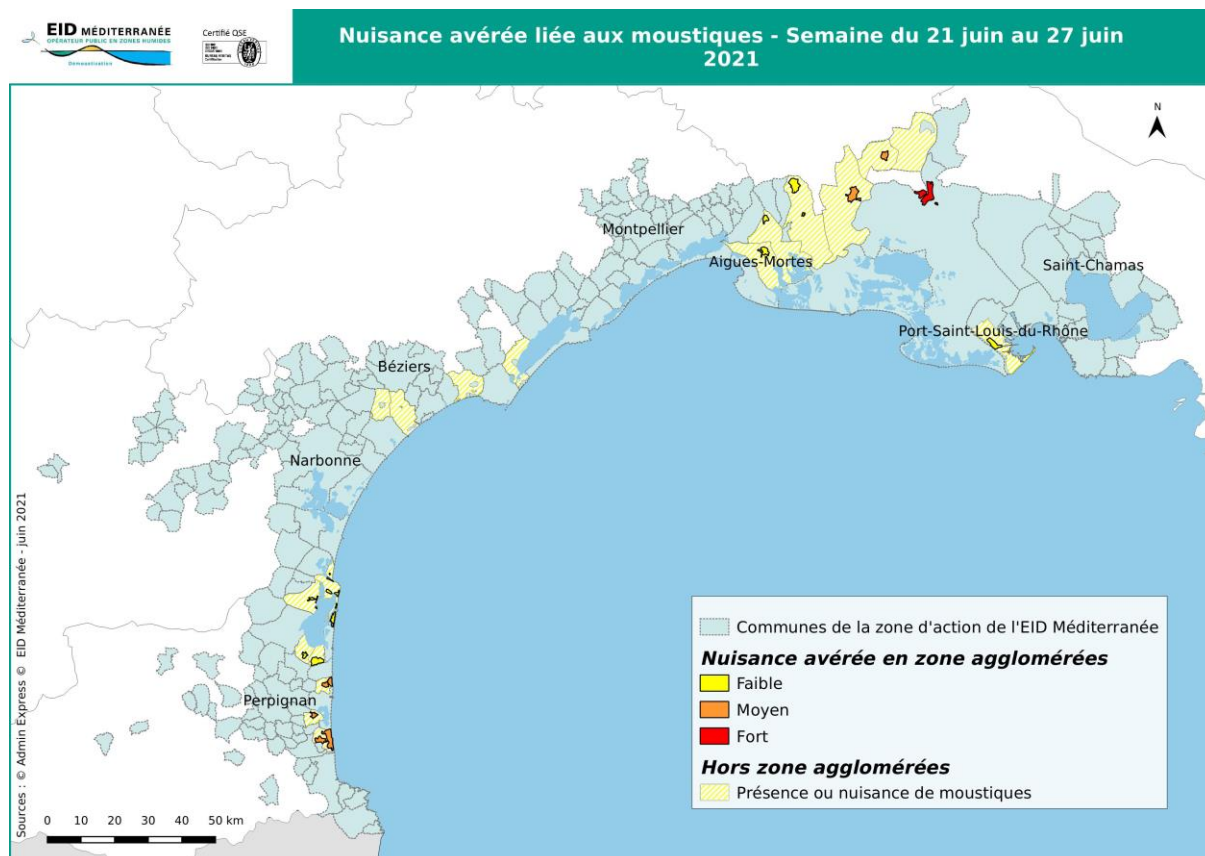 EID MÉDITERRANÉE
OPÉRATEUR PUBLIC EN ZONES HUMIDES
Démoustication
Certifié QSE
Nuisance avérée liée aux moustiques - Semaine du 21 juin au 27 juin
2021
N
Montpellier
Aigues-Mortes
Saint-Chamas
Port-Saint-Louis-du-Rhône
Béziers
Narbonne
Perpignan
Communes de la zone d'action de l'EID Méditerranée
Nuisance avérée en zone agglomérées
Faible
Moyen
Fort
Hors zone agglomérées
Présence ou nuisance de moustiques
0 10 20 30 40 50 km
Sources : © Admin Express © EID Méditerranée - juin 2021